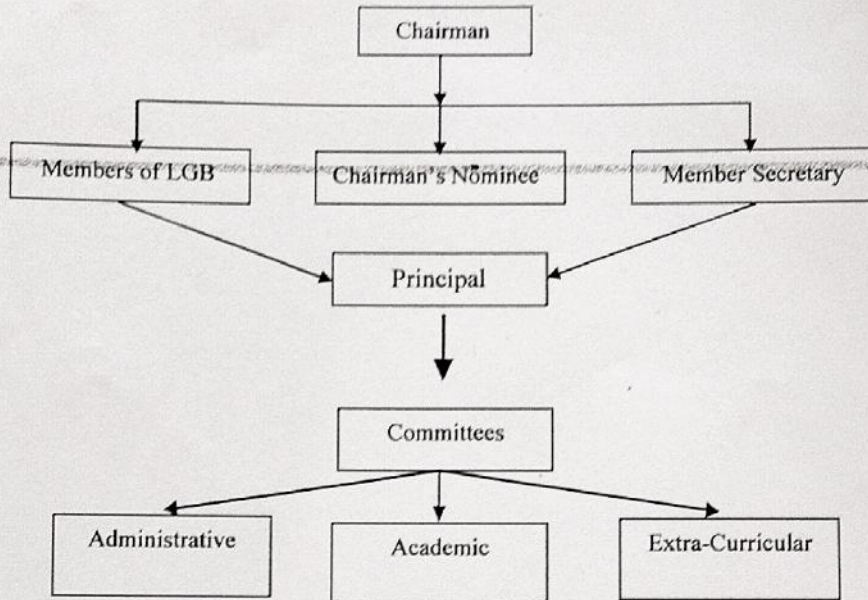 Chairman
Members of LGB
Chairman's Nominee
Member Secretary
Principal
Committees
Administrative
Academic
Extra-Curricular